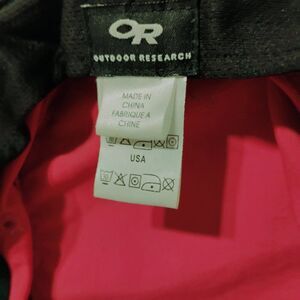 OR
OUTDOOR RESEARCH
MADE IN
CHINA
FABRIQUE A
CHINE
USA